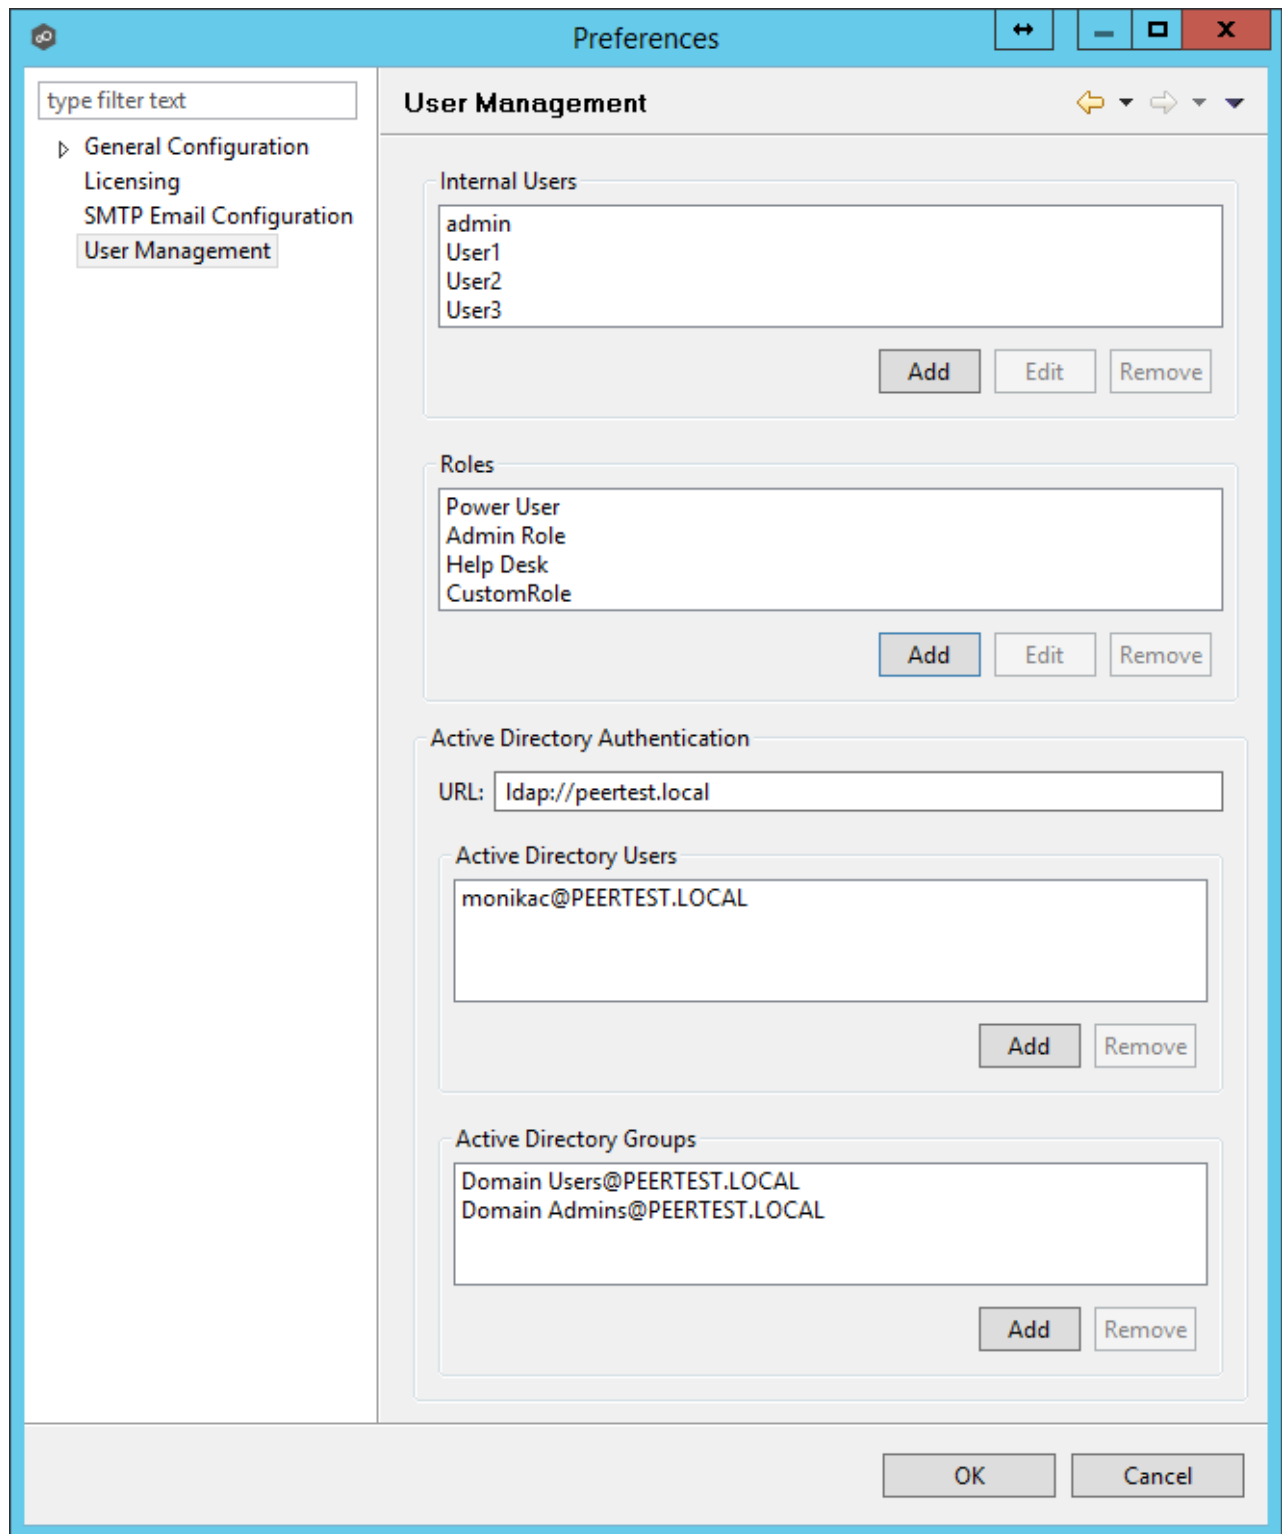 Preferences
type filter text
General Configuration
Licensing
SMTP Email Configuration
User Management
User Management
Internal Users
admin
User1
User2
User3
Add Edit Remove
Roles
Power User
Admin Role
Help Desk
CustomRole
Add Edit Remove
Active Directory Authentication
URL: ldap://peertest.local
Active Directory Users
monikac@PEERTEST.LOCAL
Add Remove
Active Directory Groups
Domain Users@PEERTEST.LOCAL
Domain Admins@PEERTEST.LOCAL
Add Remove
OK Cancel